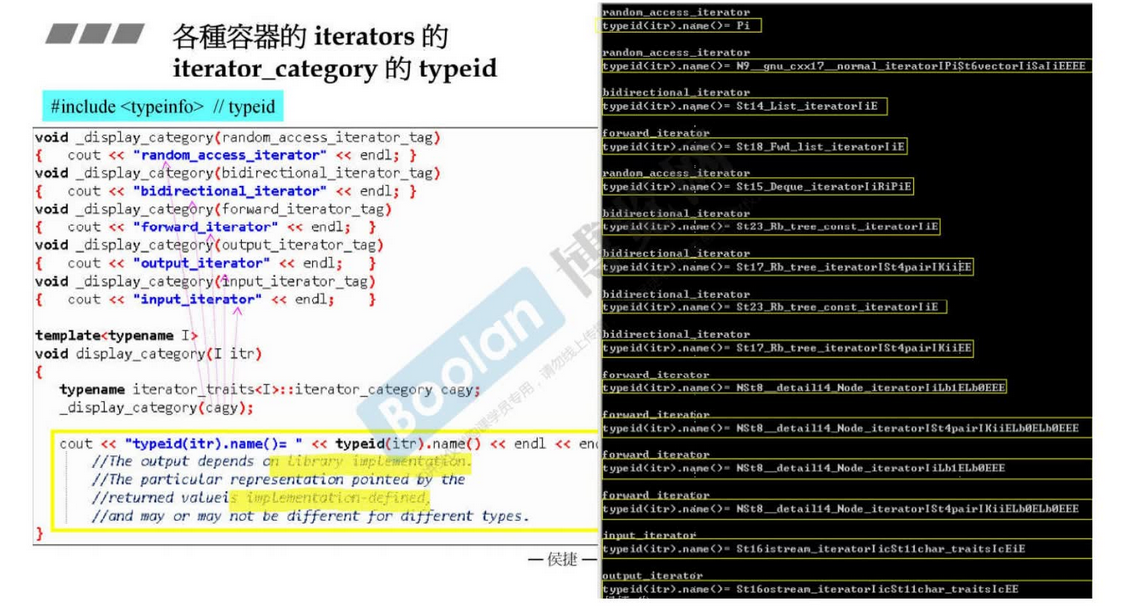 各種容器的 iterators 的
iterator_category 的 typeid
#include <typeinfo> // typeid
void _display_category(random_access_iterator_tag)
{ cout << "random_access_iterator" << endl; }
void _display_category(bidirectional_iterator_tag)
{ cout << "bidirectional_iterator" << endl; }
void _display_category(forward_iterator_tag)
{ cout << "forward_iterator" << endl; }
void _display_category(output_iterator_tag)
{ cout << "output_iterator" << endl; }
void _display_category(input_iterator_tag)
{ cout << "input_iterator" << endl; }
template<typename I>
void display_category(I itr)
{
typename iterator_traits<I>::iterator_category cagy;
_display_category(cagy);
cout << "typeid(itr).name()= " << typeid(itr).name() << endl << en
//The output depends on library implementation.
//The particular representation pointed by the
//returned valueis implementation-defined,
//and may or may not be different for different types.
}
— 侯捷 —
random_access_iterator
typeid(itr).name()= Pi
random_access_iterator
typeid(itr).name()= N9__gnu_cxx17__normal_iteratorIPiSt6vectorIiSaIiEEEE
bidirectional_iterator
typeid(itr).name()= St14_List_iteratorIiE
forward_iterator
typeid(itr).name()= St18_Fwd_list_iteratorIiE
random_access_iterator
typeid(itr).name()= St15_Deque_iteratorIiRiPiE
bidirectional_iterator
typeid(itr).name()= St23_Rb_tree_const_iteratorIiE
bidirectional_iterator
typeid(itr).name()= St17_Rb_tree_iteratorISt4pairIKiiEE
bidirectional_iterator
typeid(itr).name()= St23_Rb_tree_const_iteratorIiE
bidirectional_iterator
typeid(itr).name()= St17_Rb_tree_iteratorISt4pairIKiiEE
forward_iterator
typeid(itr).name()= NSt8__detail14_Node_iteratorIiLb1ELb0EEE
forward_iterator
typeid(itr).name()= NSt8__detail14_Node_iteratorISt4pairIKiiELb0ELb0EEE
forward_iterator
typeid(itr).name()= NSt8__detail14_Node_iteratorIiLb1ELb0EEE
forward_iterator
typeid(itr).name()= NSt8__detail14_Node_iteratorISt4pairIKiiELb0ELb0EEE
input_iterator
typeid(itr).name()= St16istream_iteratorIicSt11char_traitsIcEiE
output_iterator
typeid(itr).name()= St16ostream_iteratorIicSt11char_traitsIcEE
Boolan